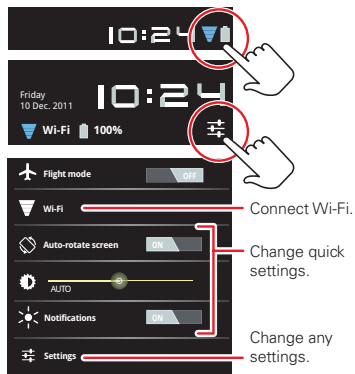 10:24
Friday
10 Dec. 2011
10:24
Wi-Fi 100%
Flight mode OFF
Wi-Fi
Connect Wi-Fi.
Auto-rotate screen ON
Change quick
settings.
AUTO
Notifications ON
Change any
settings.
Settings